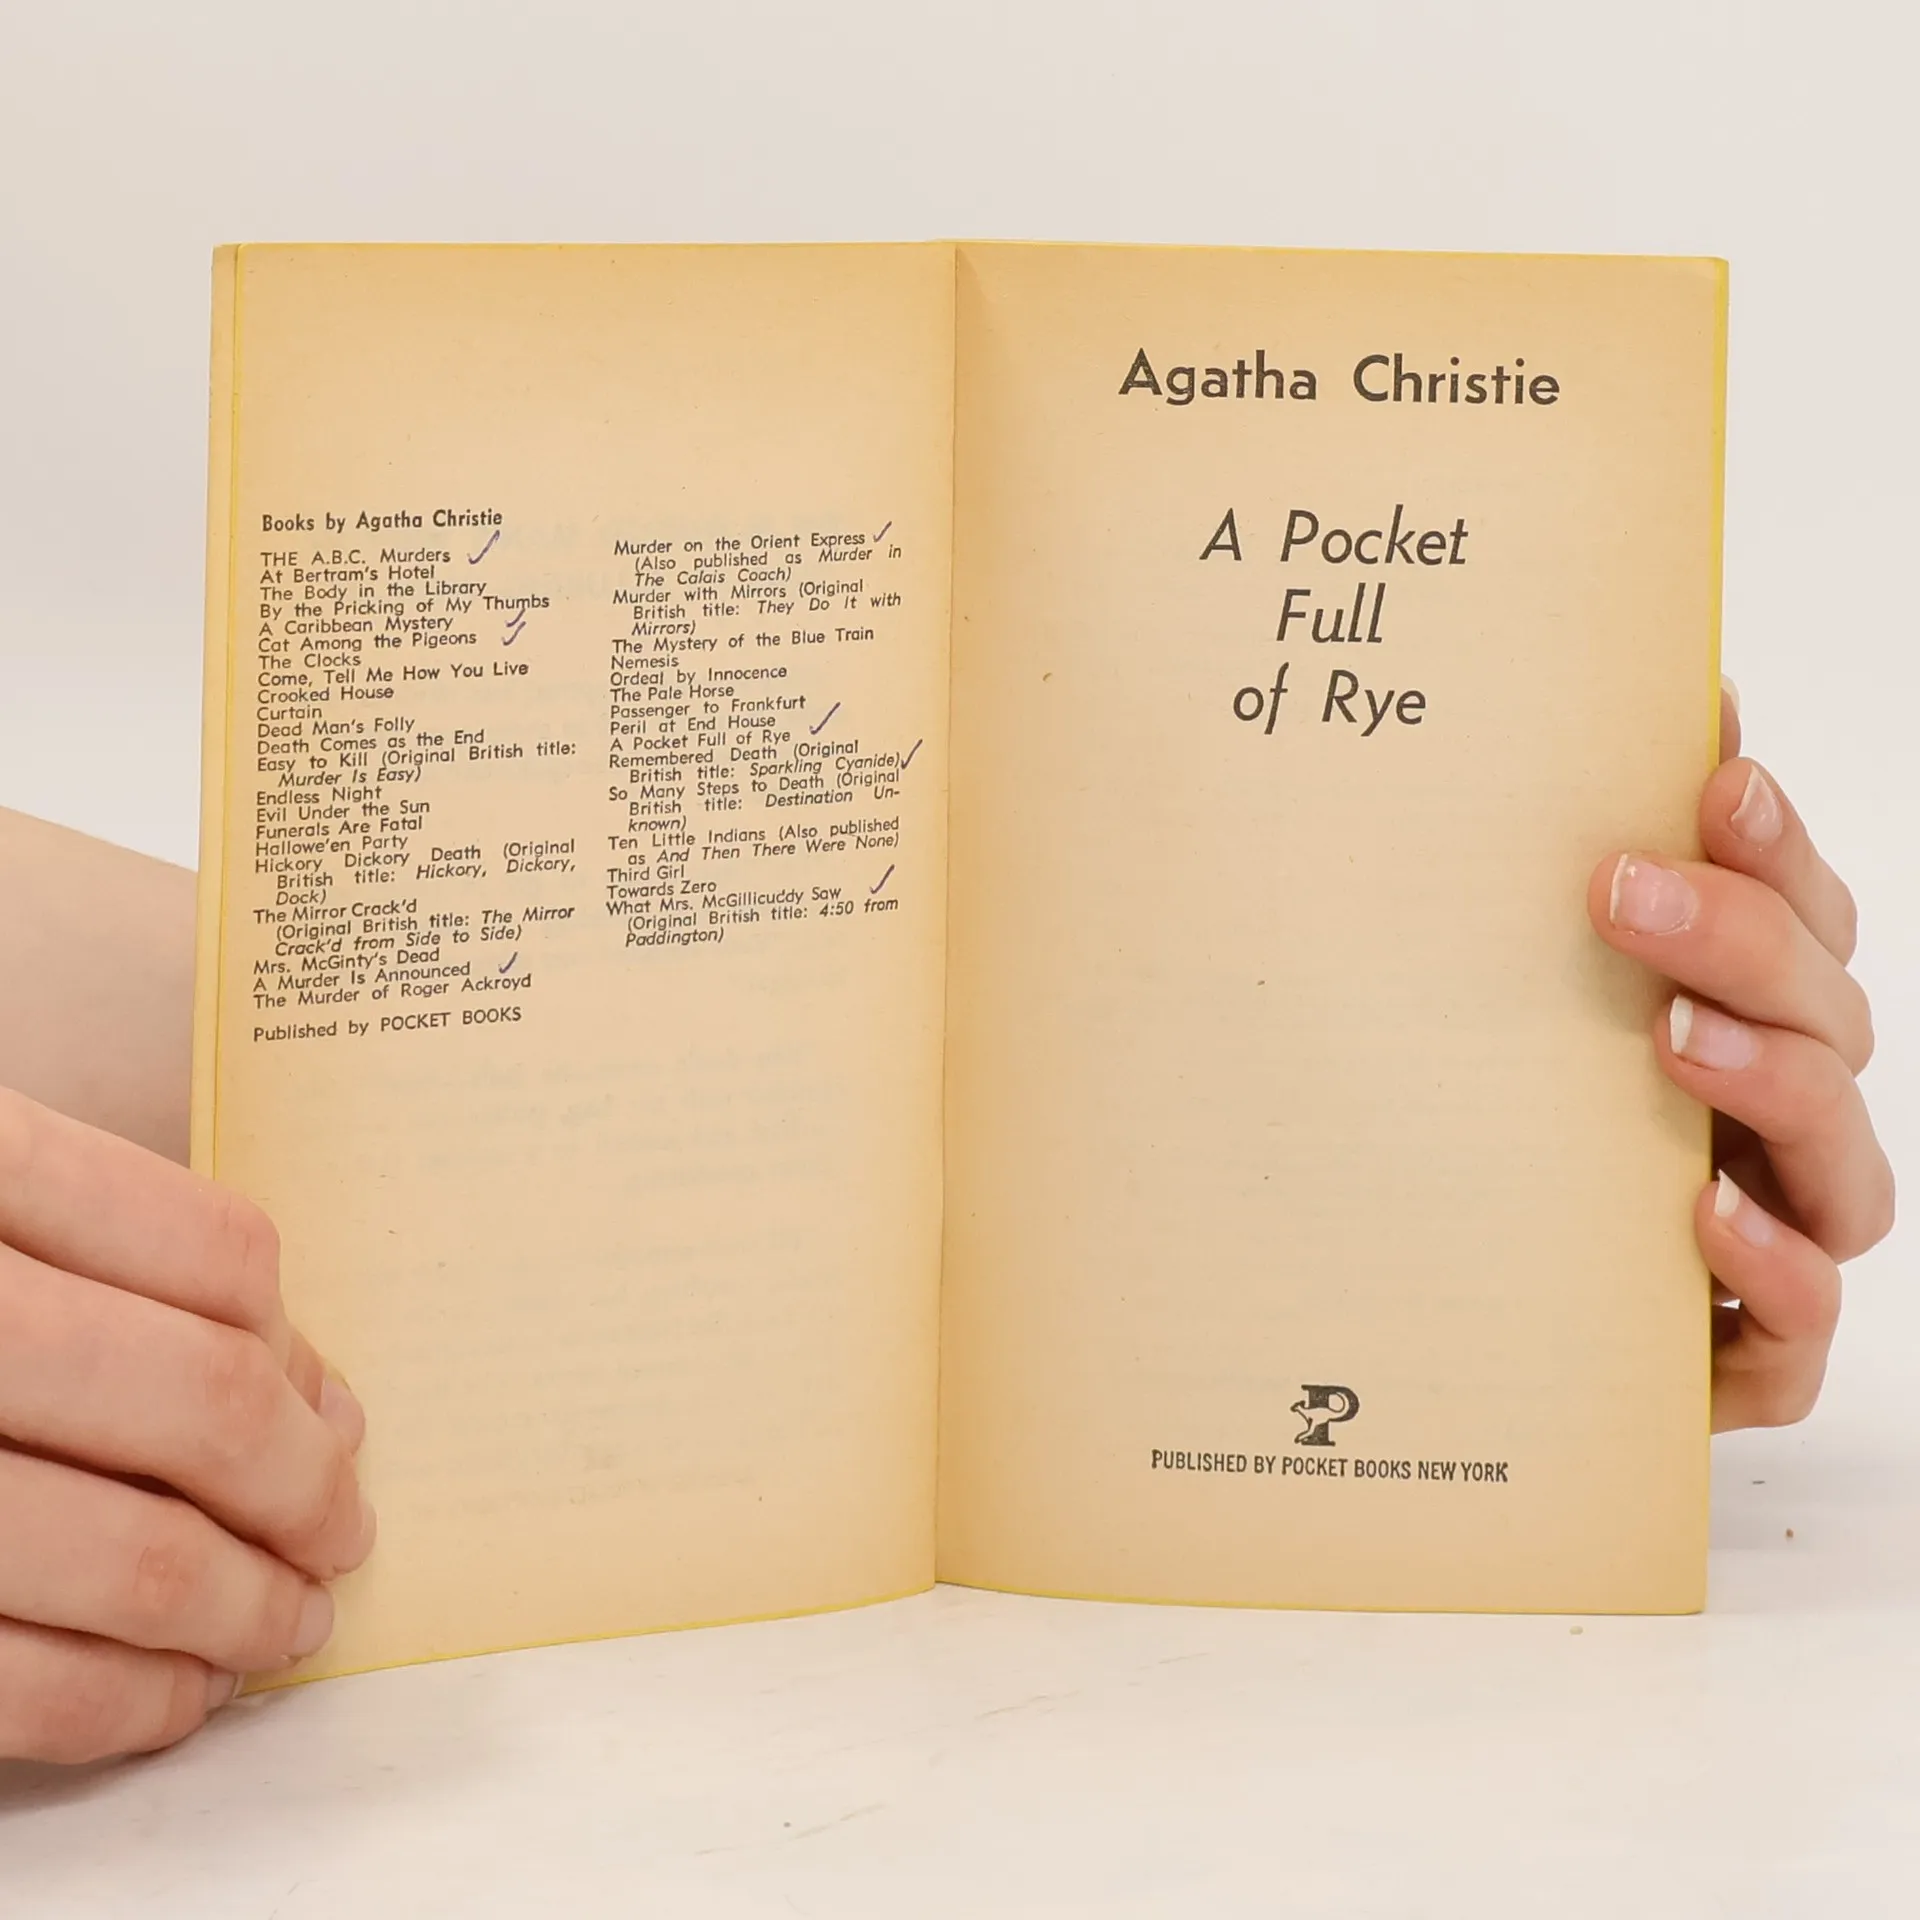 Books by Agatha Christie
THE A.B.C. Murders
At Bertram's Hotel
The Body in the Library
By the Pricking of My Thumbs
A Caribbean Mystery
Cat Among the Pigeons
The Clocks
Come, Tell Me How You Live
Crooked House
Curtain
Dead Man's Folly
Death Comes as the End
Easy to Kill (Original British title:
Murder Is Easy)
Endless Night
Evil Under the Sun
Funerals Are Fatal
Hallowe'en Party
Hickory Dickory Death (Original
British title: Hickory, Dickory,
Dock)
The Mirror Crack'd
(Original British title: The Mirror
Crack'd from Side to Side)
Mrs. McGinty's Dead
A Murder Is Announced
The Murder of Roger Ackroyd
Published by POCKET BOOKS
Murder on the Orient Express
(Also published as Murder in
The Calais Coach)
Murder with Mirrors (Original
British title: They Do It with
Mirrors)
The Mystery of the Blue Train
Nemesis
Ordeal by Innocence
The Pale Horse
Passenger to Frankfurt
Peril at End House
A Pocket Full of Rye
Remembered Death (Original
British title: Sparkling Cyanide)
So Many Steps to Death (Original
British title: Destination Un-
known)
Ten Little Indians (Also published
as And Then There Were None)
Third Girl
Towards Zero
What Mrs. McGillicuddy Saw
(Original British title: 4:50 from
Paddington)
Agatha Christie
A Pocket
Full
of Rye
P
PUBLISHED BY POCKET BOOKS NEW YORK